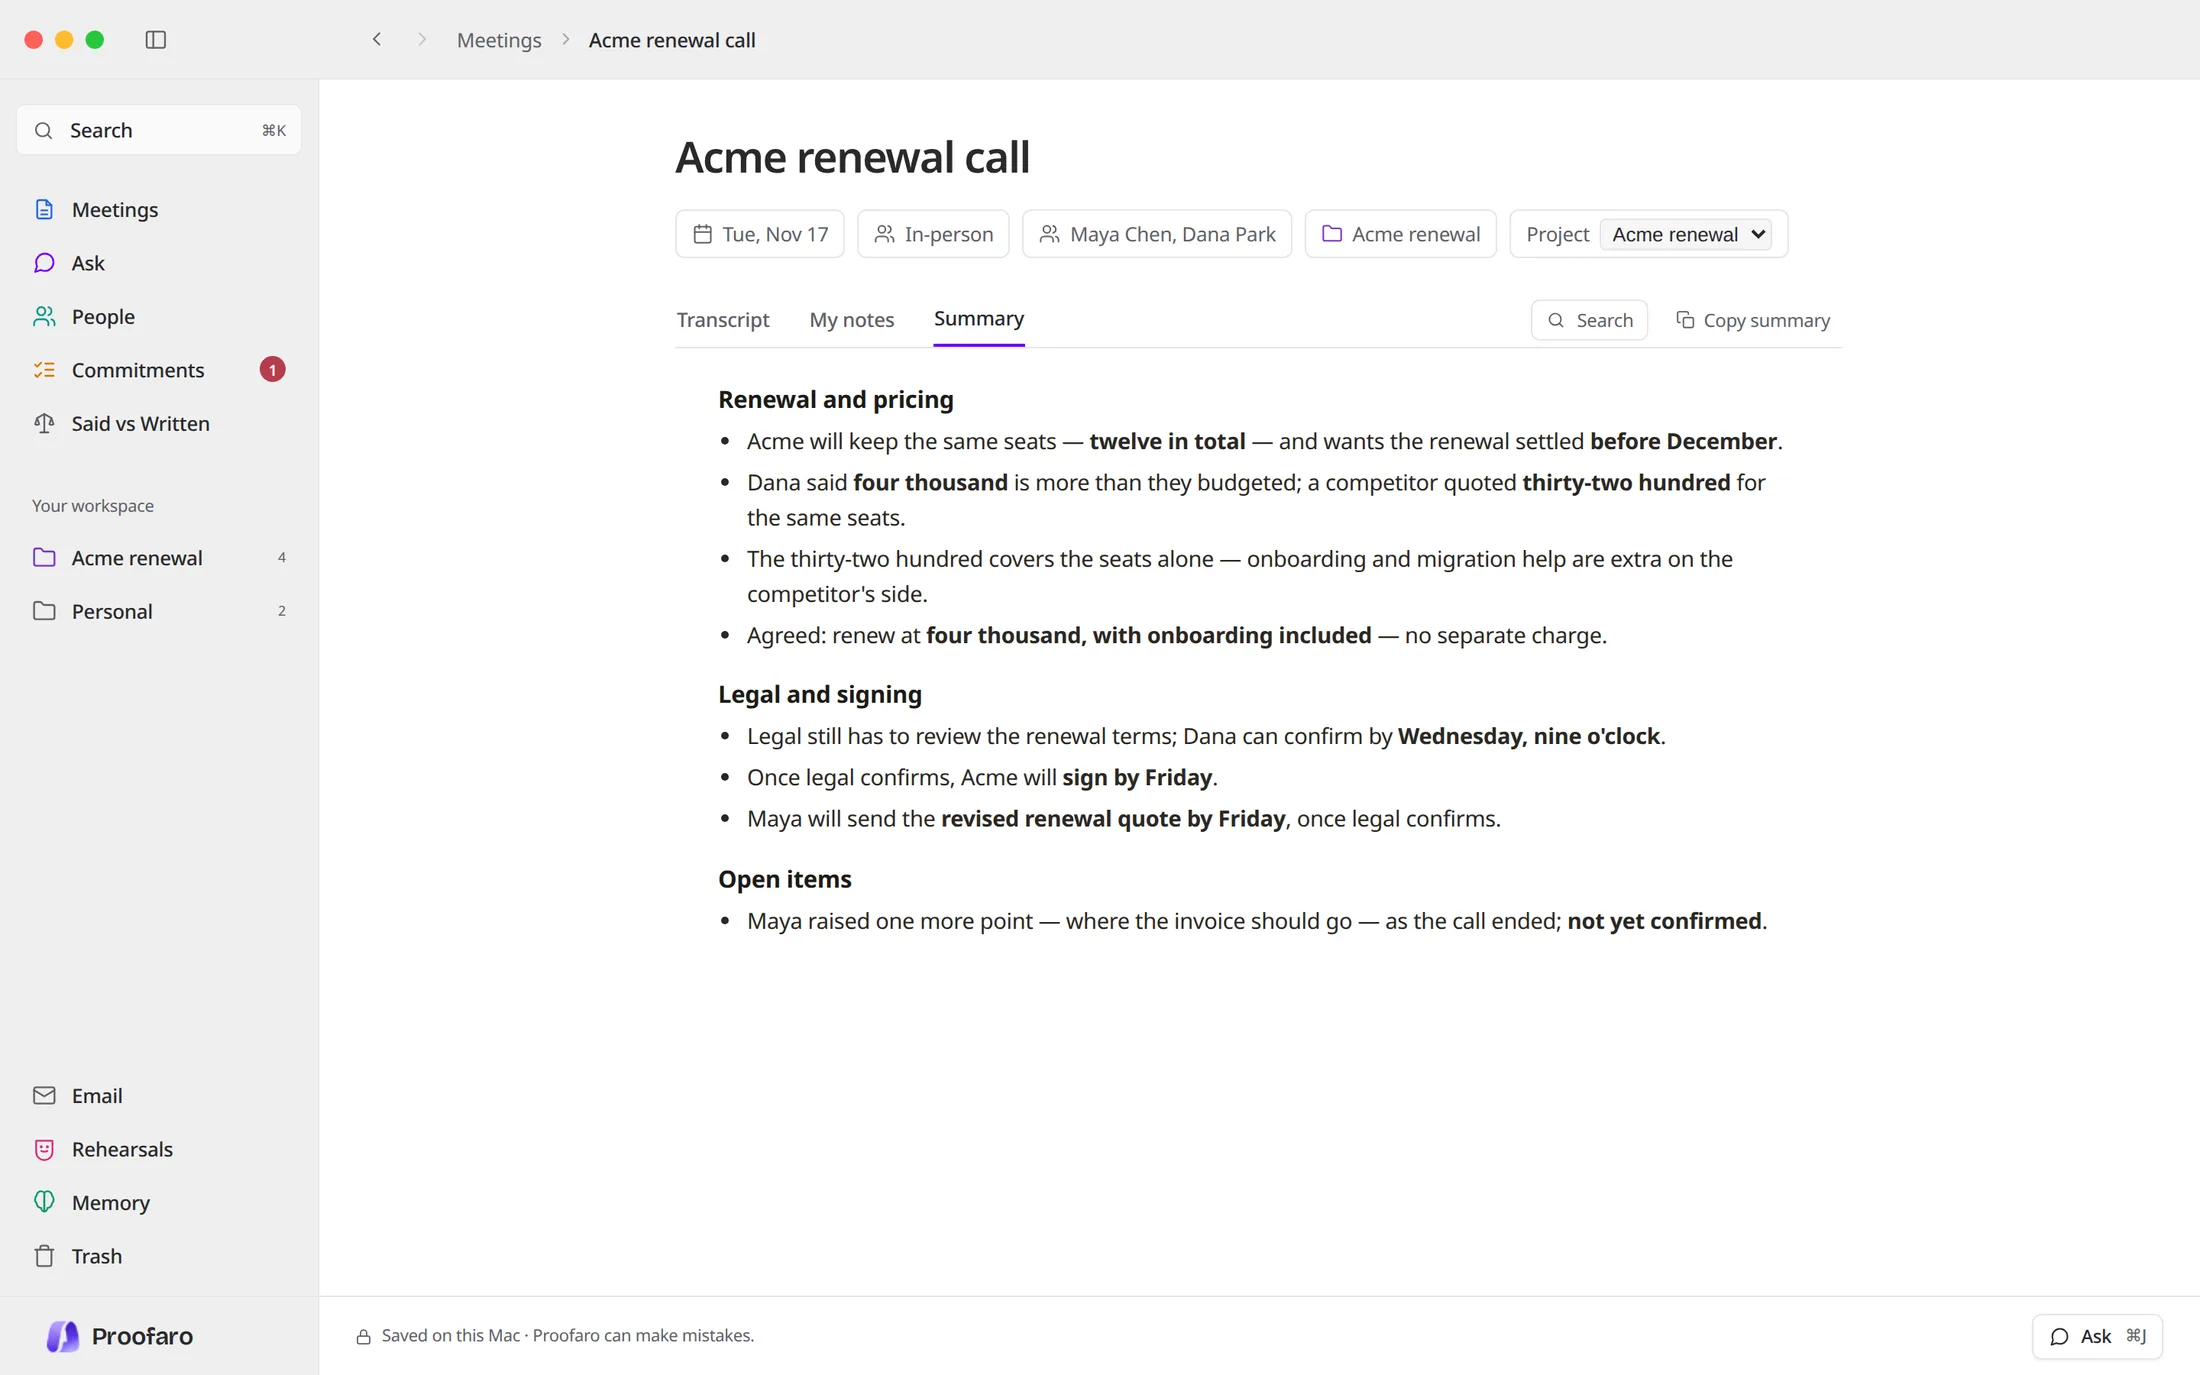 Meetings
Acme renewal call
Search ⌘K
Meetings
Ask
People
Commitments 1
Said vs Written
Your workspace
Acme renewal 4
Personal 2
Email
Rehearsals
Memory
Trash
Proofaro
Acme renewal call
Tue, Nov 17
In-person
Maya Chen, Dana Park
Acme renewal
Project Acme renewal
Transcript
My notes
Summary
Search
Copy summary
Renewal and pricing
• Acme will keep the same seats — twelve in total — and wants the renewal settled before December.
• Dana said four thousand is more than they budgeted; a competitor quoted thirty-two hundred for
the same seats.
• The thirty-two hundred covers the seats alone — onboarding and migration help are extra on the
competitor's side.
• Agreed: renew at four thousand, with onboarding included — no separate charge.
Legal and signing
• Legal still has to review the renewal terms; Dana can confirm by Wednesday, nine o'clock.
• Once legal confirms, Acme will sign by Friday.
• Maya will send the revised renewal quote by Friday, once legal confirms.
Open items
• Maya raised one more point — where the invoice should go — as the call ended; not yet confirmed.
Saved on this Mac · Proofaro can make mistakes.
Ask ⌘J